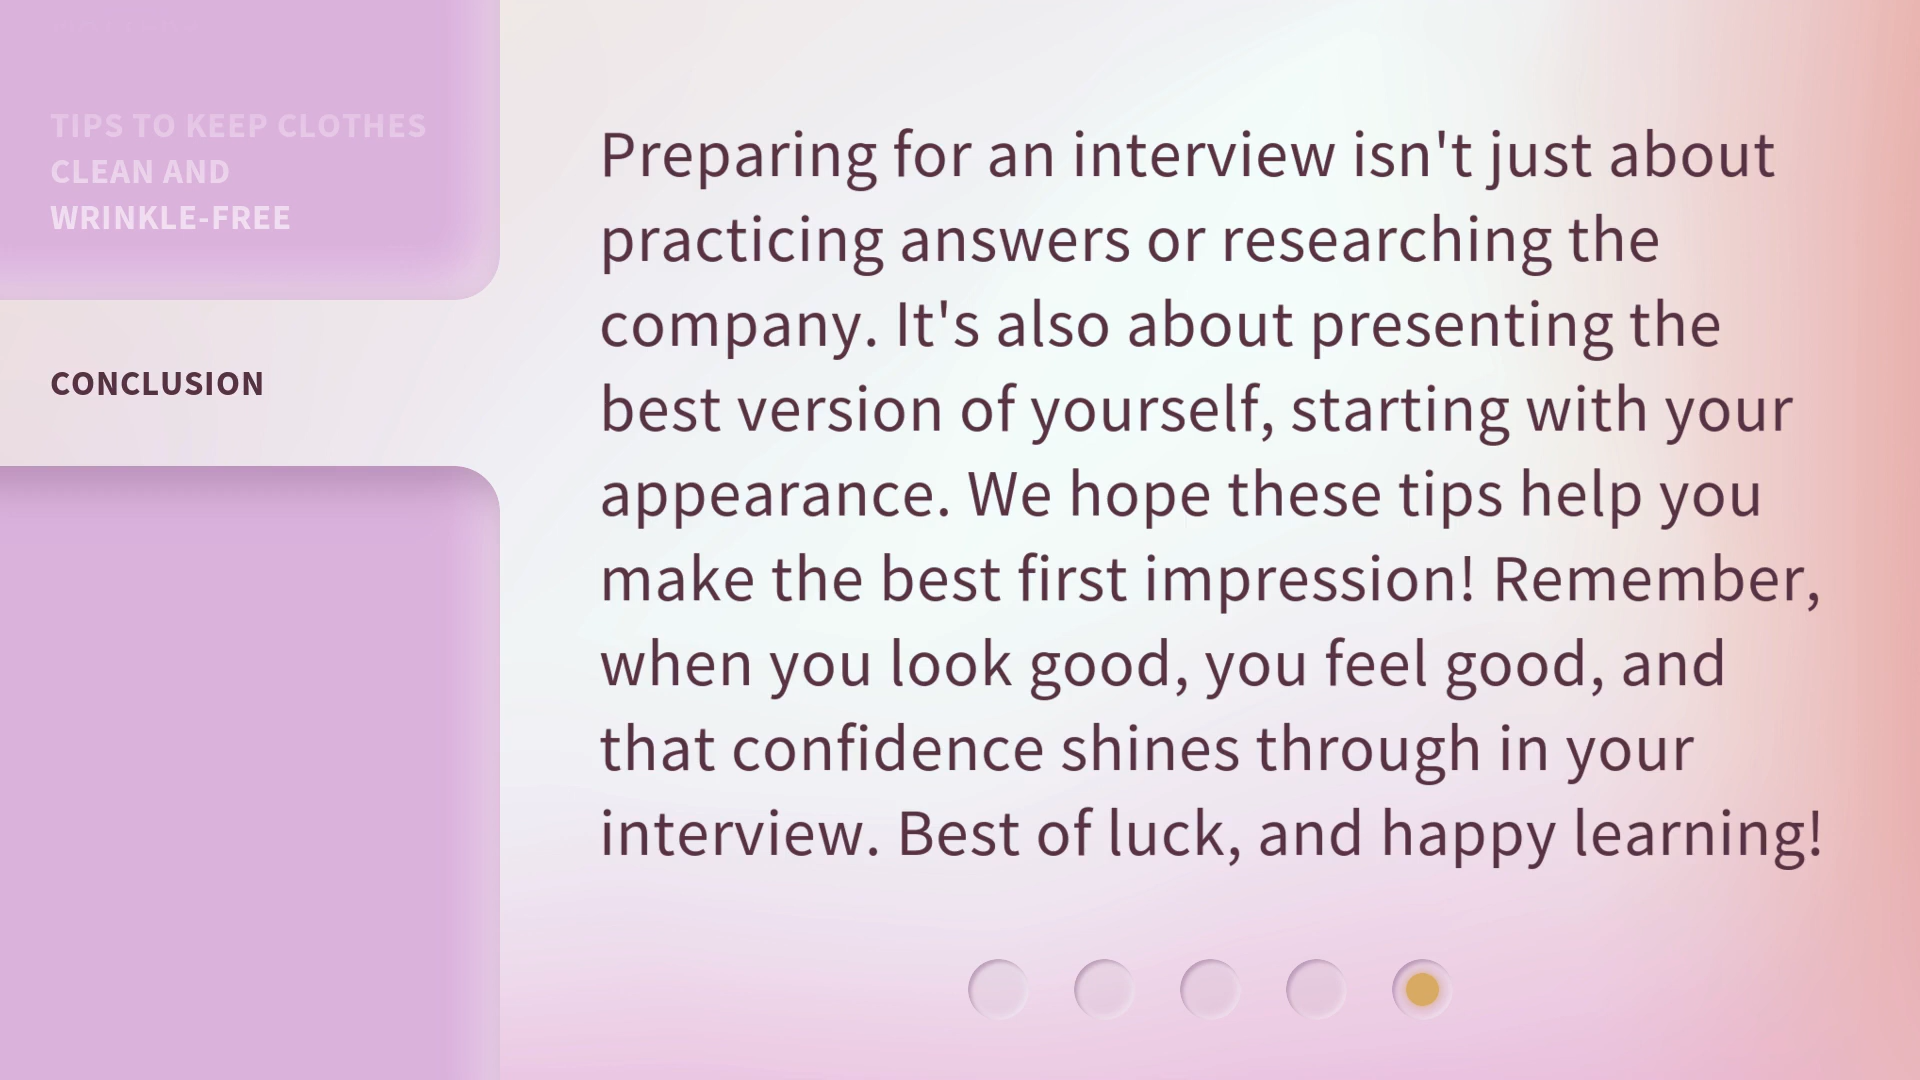 TIPS TO KEEP CLOTHES
CLEAN AND
WRINKLE-FREE
CONCLUSION
Preparing for an interview isn't just about
practicing answers or researching the
company. It's also about presenting the
best version of yourself, starting with your
appearance. We hope these tips help you
make the best first impression! Remember,
when you look good, you feel good, and
that confidence shines through in your
interview. Best of luck, and happy learning!